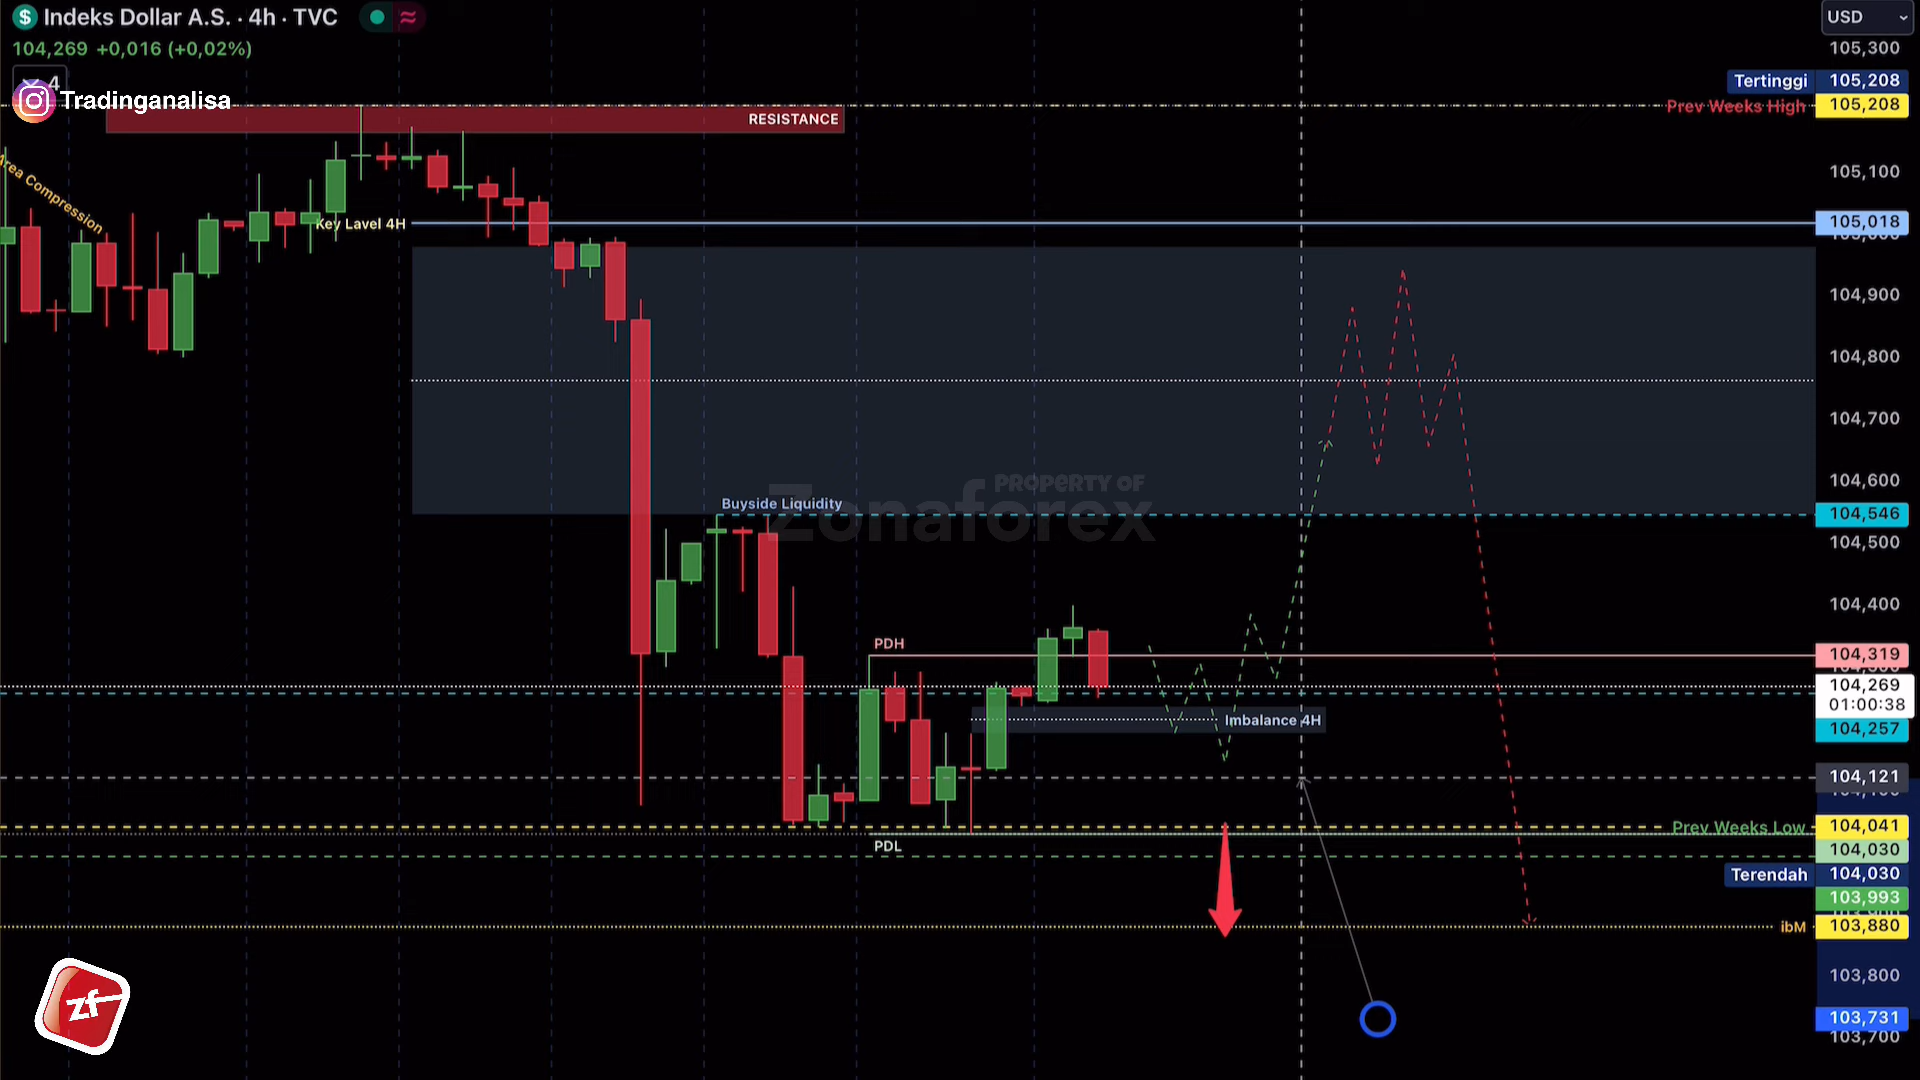 Indeks Dollar A.S. · 4h · TVC
104,269 +0,016 (+0,02%)
4
Tradinganalisa
USD
105,300
Tertinggi 105,208
Prev Weeks High 105,208
RESISTANCE
105,100
Area Compression
Key Lavel 4H
105,018
104,900
104,800
104,700
104,600
Buyside Liquidity
PROPERTY OF
Zonaforex
104,546
104,500
104,400
PDH
104,319
104,269
01:00:38
Imbalance 4H
104,257
104,121
Prev Weeks Low 104,041
PDL
104,030
Terendah 104,030
103,993
ibM 103,880
103,800
zf
103,731
103,700